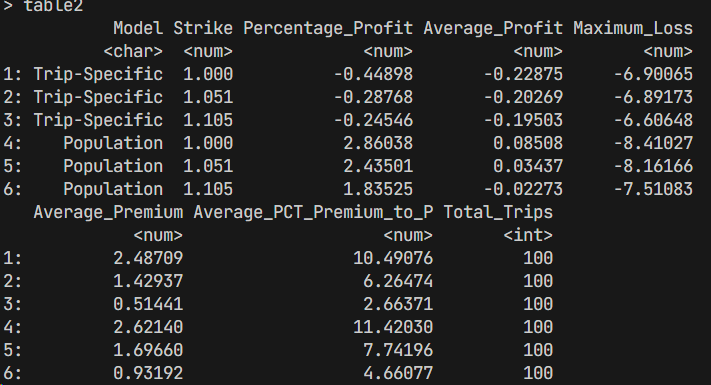 > table2
Model Strike Percentage_Profit Average_Profit Maximum_Loss
<char> <num> <num> <num> <num>
1: Trip-Specific 1.000 -0.44898 -0.22875 -6.90065
2: Trip-Specific 1.051 -0.28768 -0.20269 -6.89173
3: Trip-Specific 1.105 -0.24546 -0.19503 -6.60648
4: Population 1.000 2.86038 0.08508 -8.41027
5: Population 1.051 2.43501 0.03437 -8.16166
6: Population 1.105 1.83525 -0.02273 -7.51083
Average_Premium Average_PCT_Premium_to_P Total_Trips
<num> <num> <int>
1: 2.48709 10.49076 100
2: 1.42937 6.26474 100
3: 0.51441 2.66371 100
4: 2.62140 11.42030 100
5: 1.69660 7.74196 100
6: 0.93192 4.66077 100